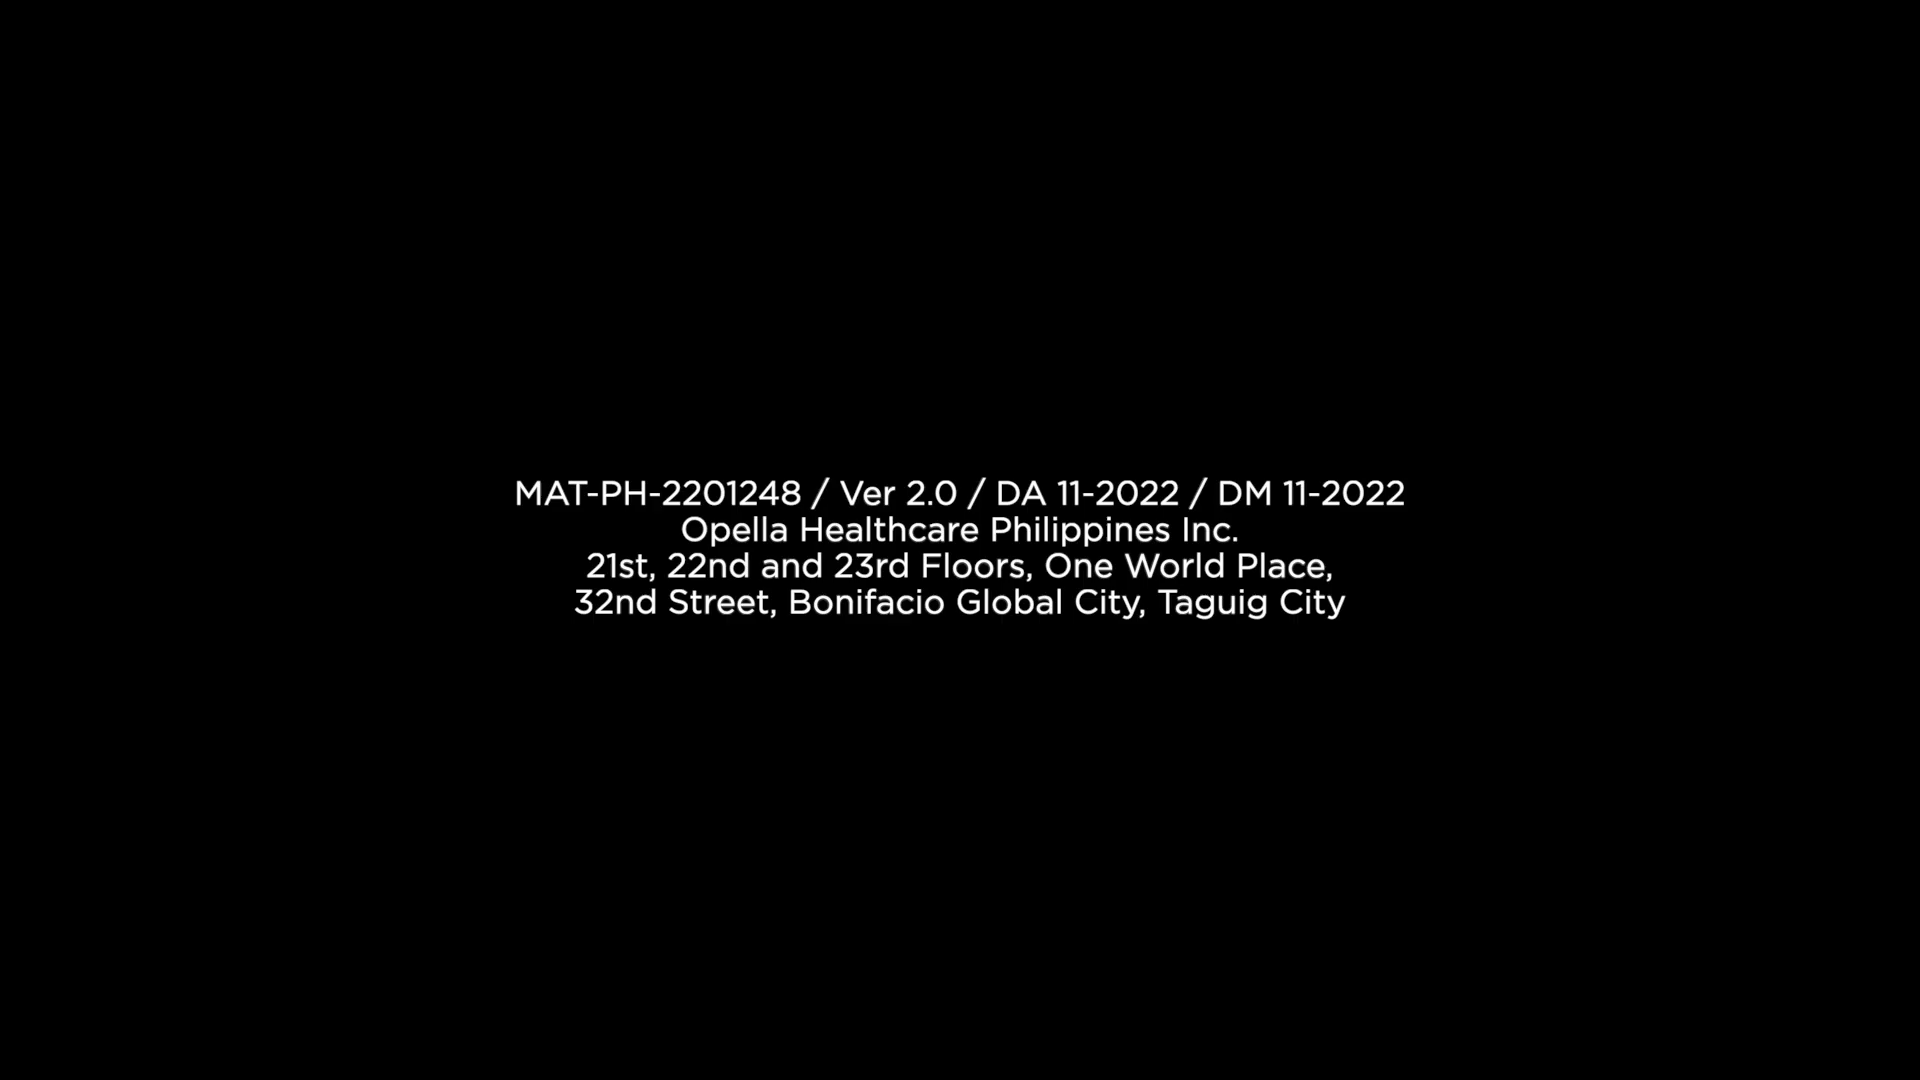 MAT-PH-2201248 / Ver 2.0 / DA 11-2022 / DM 11-2022
Opella Healthcare Philippines Inc.
21st, 22nd and 23rd Floors, One World Place,
32nd Street, Bonifacio Global City, Taguig City